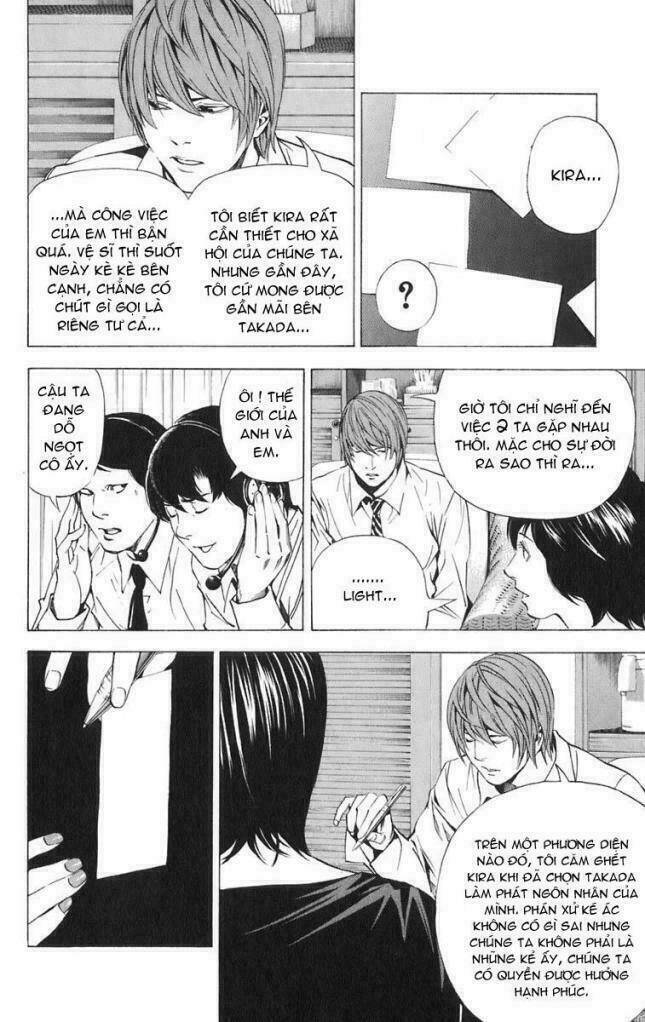 KIRA...
?
TÔI BIẾT KIRA RẤT
CẦN THIẾT CHO XÃ
HỘI CỦA CHÚNG TA.
NHƯNG GẦN ĐÂY,
TÔI CỨ MONG ĐƯỢC
GẦN MÃI BÊN
TAKADA...
...MÀ CÔNG VIỆC
CỦA EM THÌ BẬN
QUÁ. VỆ SĨ THÌ SUỐT
NGÀY KÈ KÈ BÊN
CẠNH, CHẲNG CÓ
CHÚT GÌ GỌI LÀ
RIÊNG TƯ CẢ...
GIỜ TÔI CHỈ NGHĨ ĐẾN
VIỆC 2 TA GẶP NHAU
THÔI. MẶC CHO SỰ ĐỜI
RA SAO THÌ RA...
.......
LIGHT...
ÔI ! THẾ
GIỚI CỦA
ANH VÀ
EM.
CẬU TA
ĐANG
DỖ
NGỌT
CÔ ẤY.
TRÊN MỘT PHƯƠNG DIỆN
NÀO ĐÓ, TÔI CĂM GHÉT
KIRA KHI ĐÃ CHỌN TAKADA
LÀM PHÁT NGÔN NHÂN CỦA
MÌNH. PHÁN XỬ KẺ ÁC
KHÔNG CÓ GÌ SAI NHƯNG
CHÚNG TA KHÔNG PHẢI LÀ
NHỮNG KẺ ẤY, CHÚNG TA
CÓ QUYỀN ĐƯỢC HƯỞNG
HẠNH PHÚC.